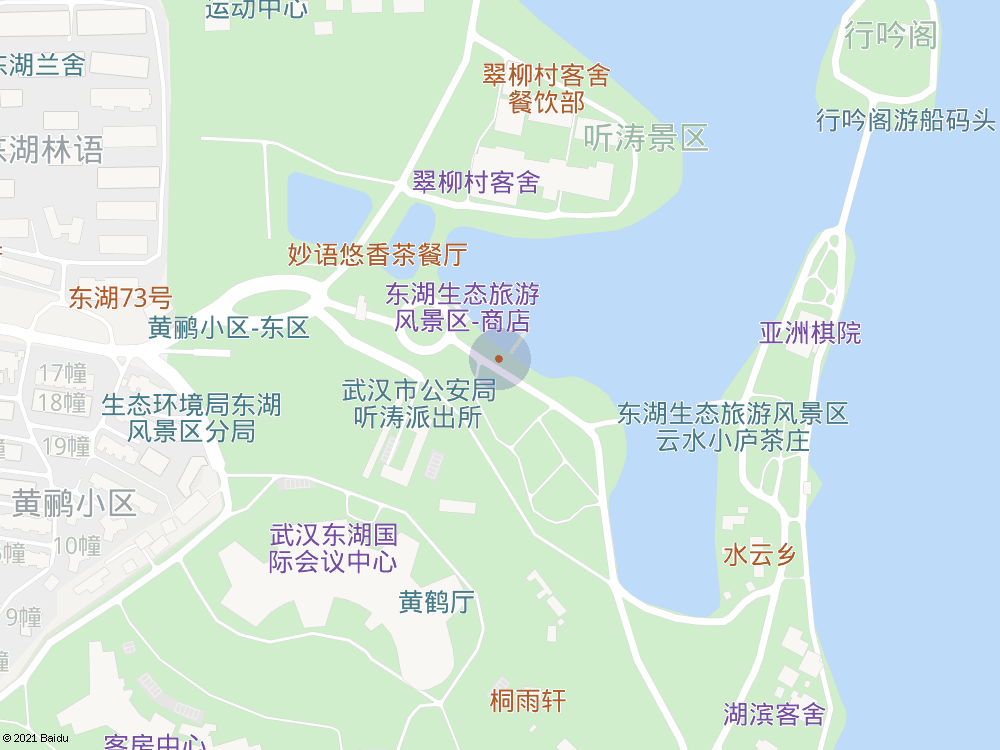 运动中心
行吟阁
东湖兰舍
翠柳村客舍
餐饮部
行吟阁游船码头
听涛景区
东湖林语
翠柳村客舍
妙语悠香茶餐厅
东湖73号
东湖生态旅游
风景区-商店
黄鹂小区-东区
亚洲棋院
17幢
武汉市公安局
听涛派出所
18幢
生态环境局东湖
风景区分局
东湖生态旅游风景区
云水小庐茶庄
19幢
黄鹂小区
武汉东湖国
际会议中心
10幢
水云乡
黄鹤厅
9幢
桐雨轩
湖滨客舍
客房中心
© 2021 Baidu